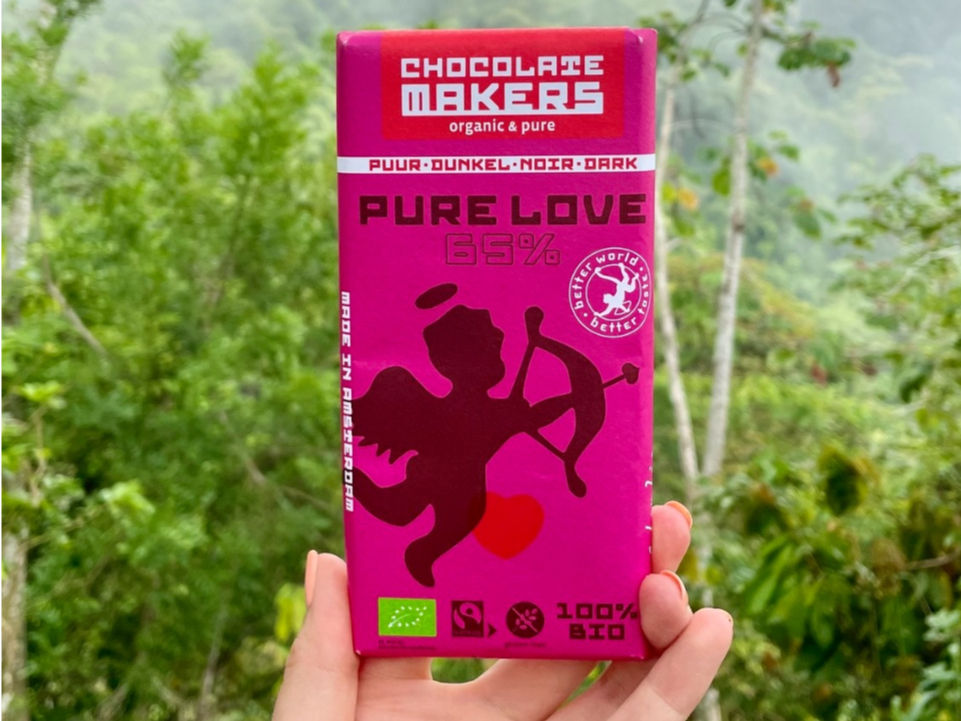 CHOCOLATE
MAKERS
organic & pure
PUUR·DUNKEL·NOIR·DARK
PURE LOVE
65%
better world · better taste ·
MADE IN AMSTERDAM
100%
BIO